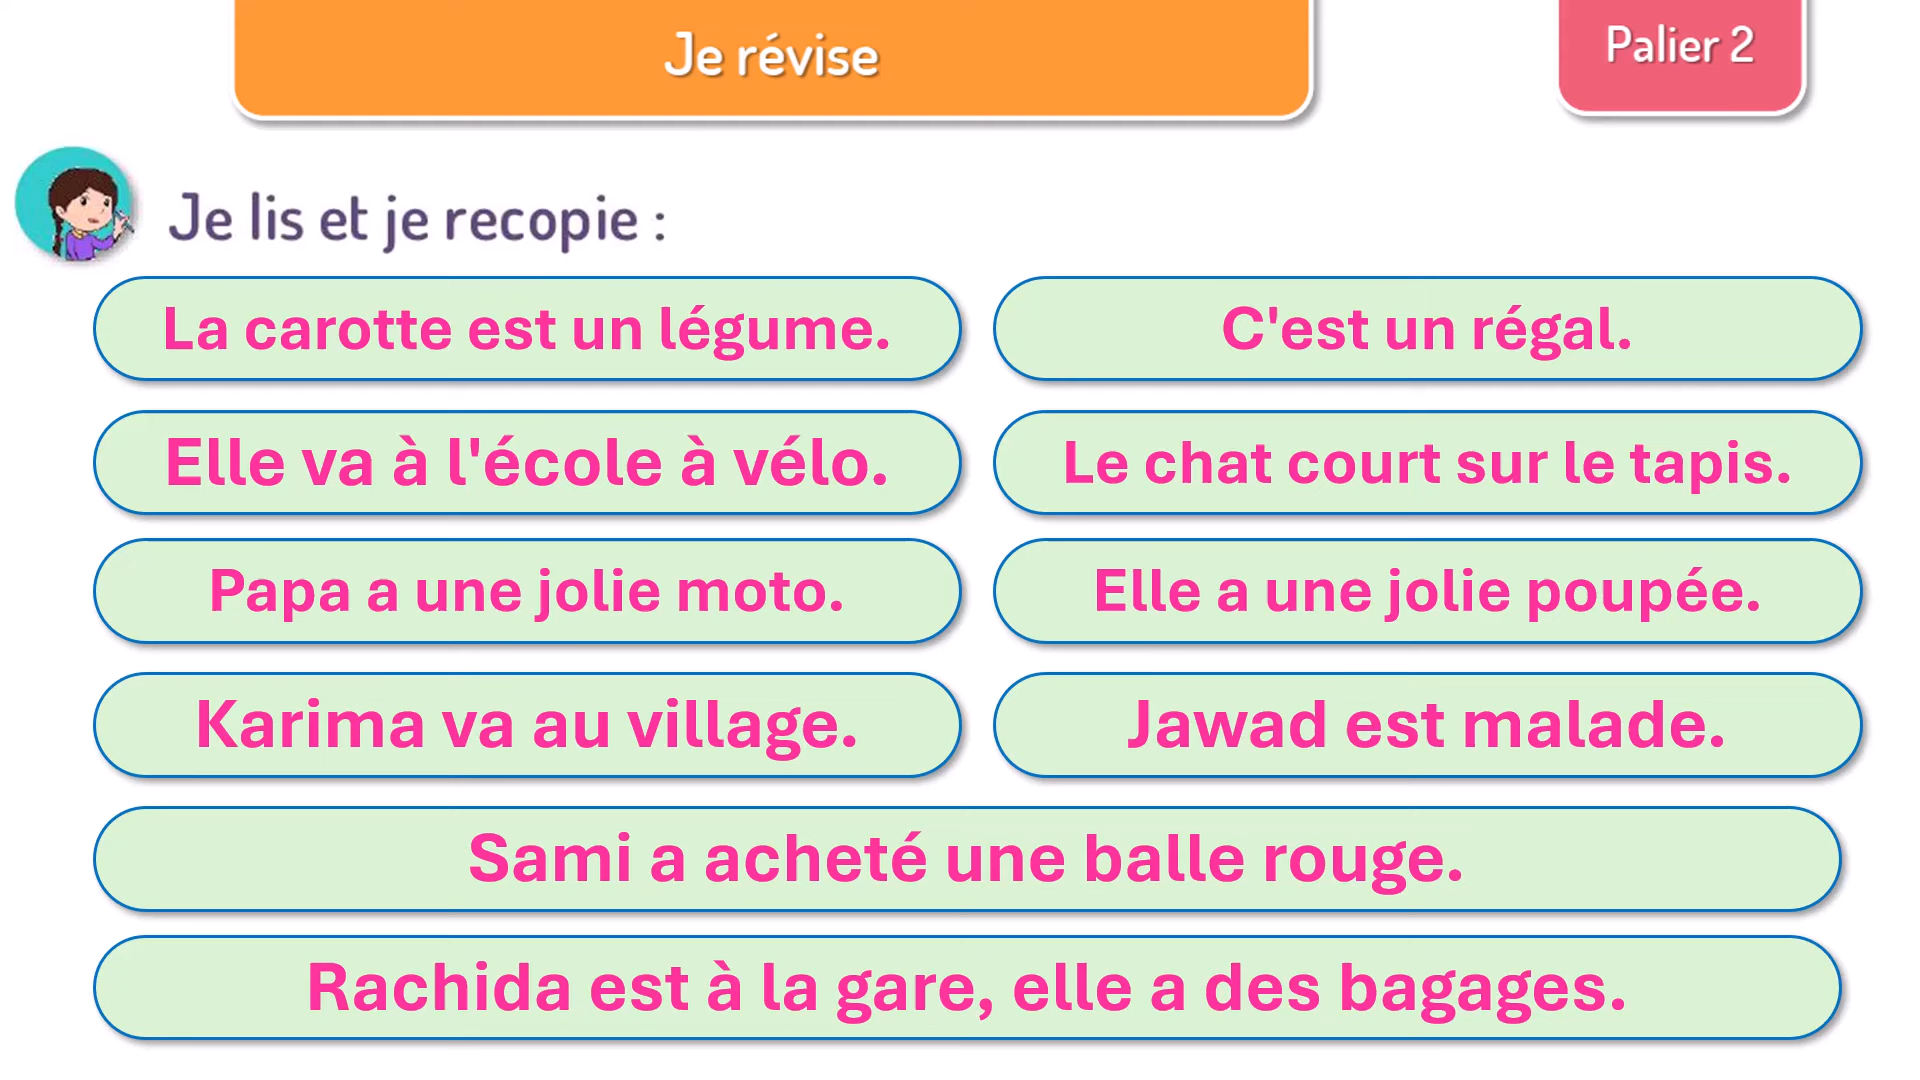 Je révise
Palier 2
Je lis et je recopie :
La carotte est un légume.
C'est un régal.
Elle va à l'école à vélo.
Le chat court sur le tapis.
Papa a une jolie moto.
Elle a une jolie poupée.
Karima va au village.
Jawad est malade.
Sami a acheté une balle rouge.
Rachida est à la gare, elle a des bagages.